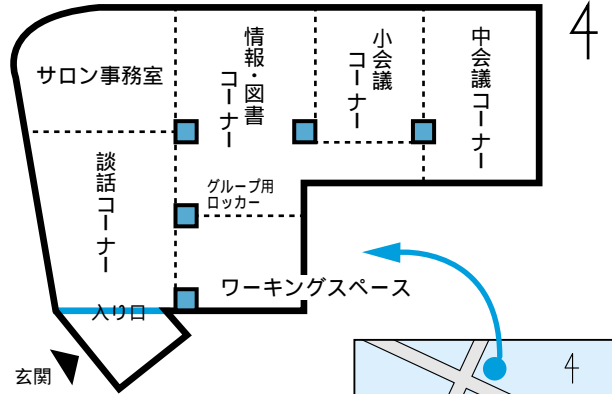 4
サロン事務室
情報・図書
コーナー
小会議
コーナー
中会議コーナー
談話コーナー
グループ用
ロッカー
ワーキングスペース
入り口
玄関
4